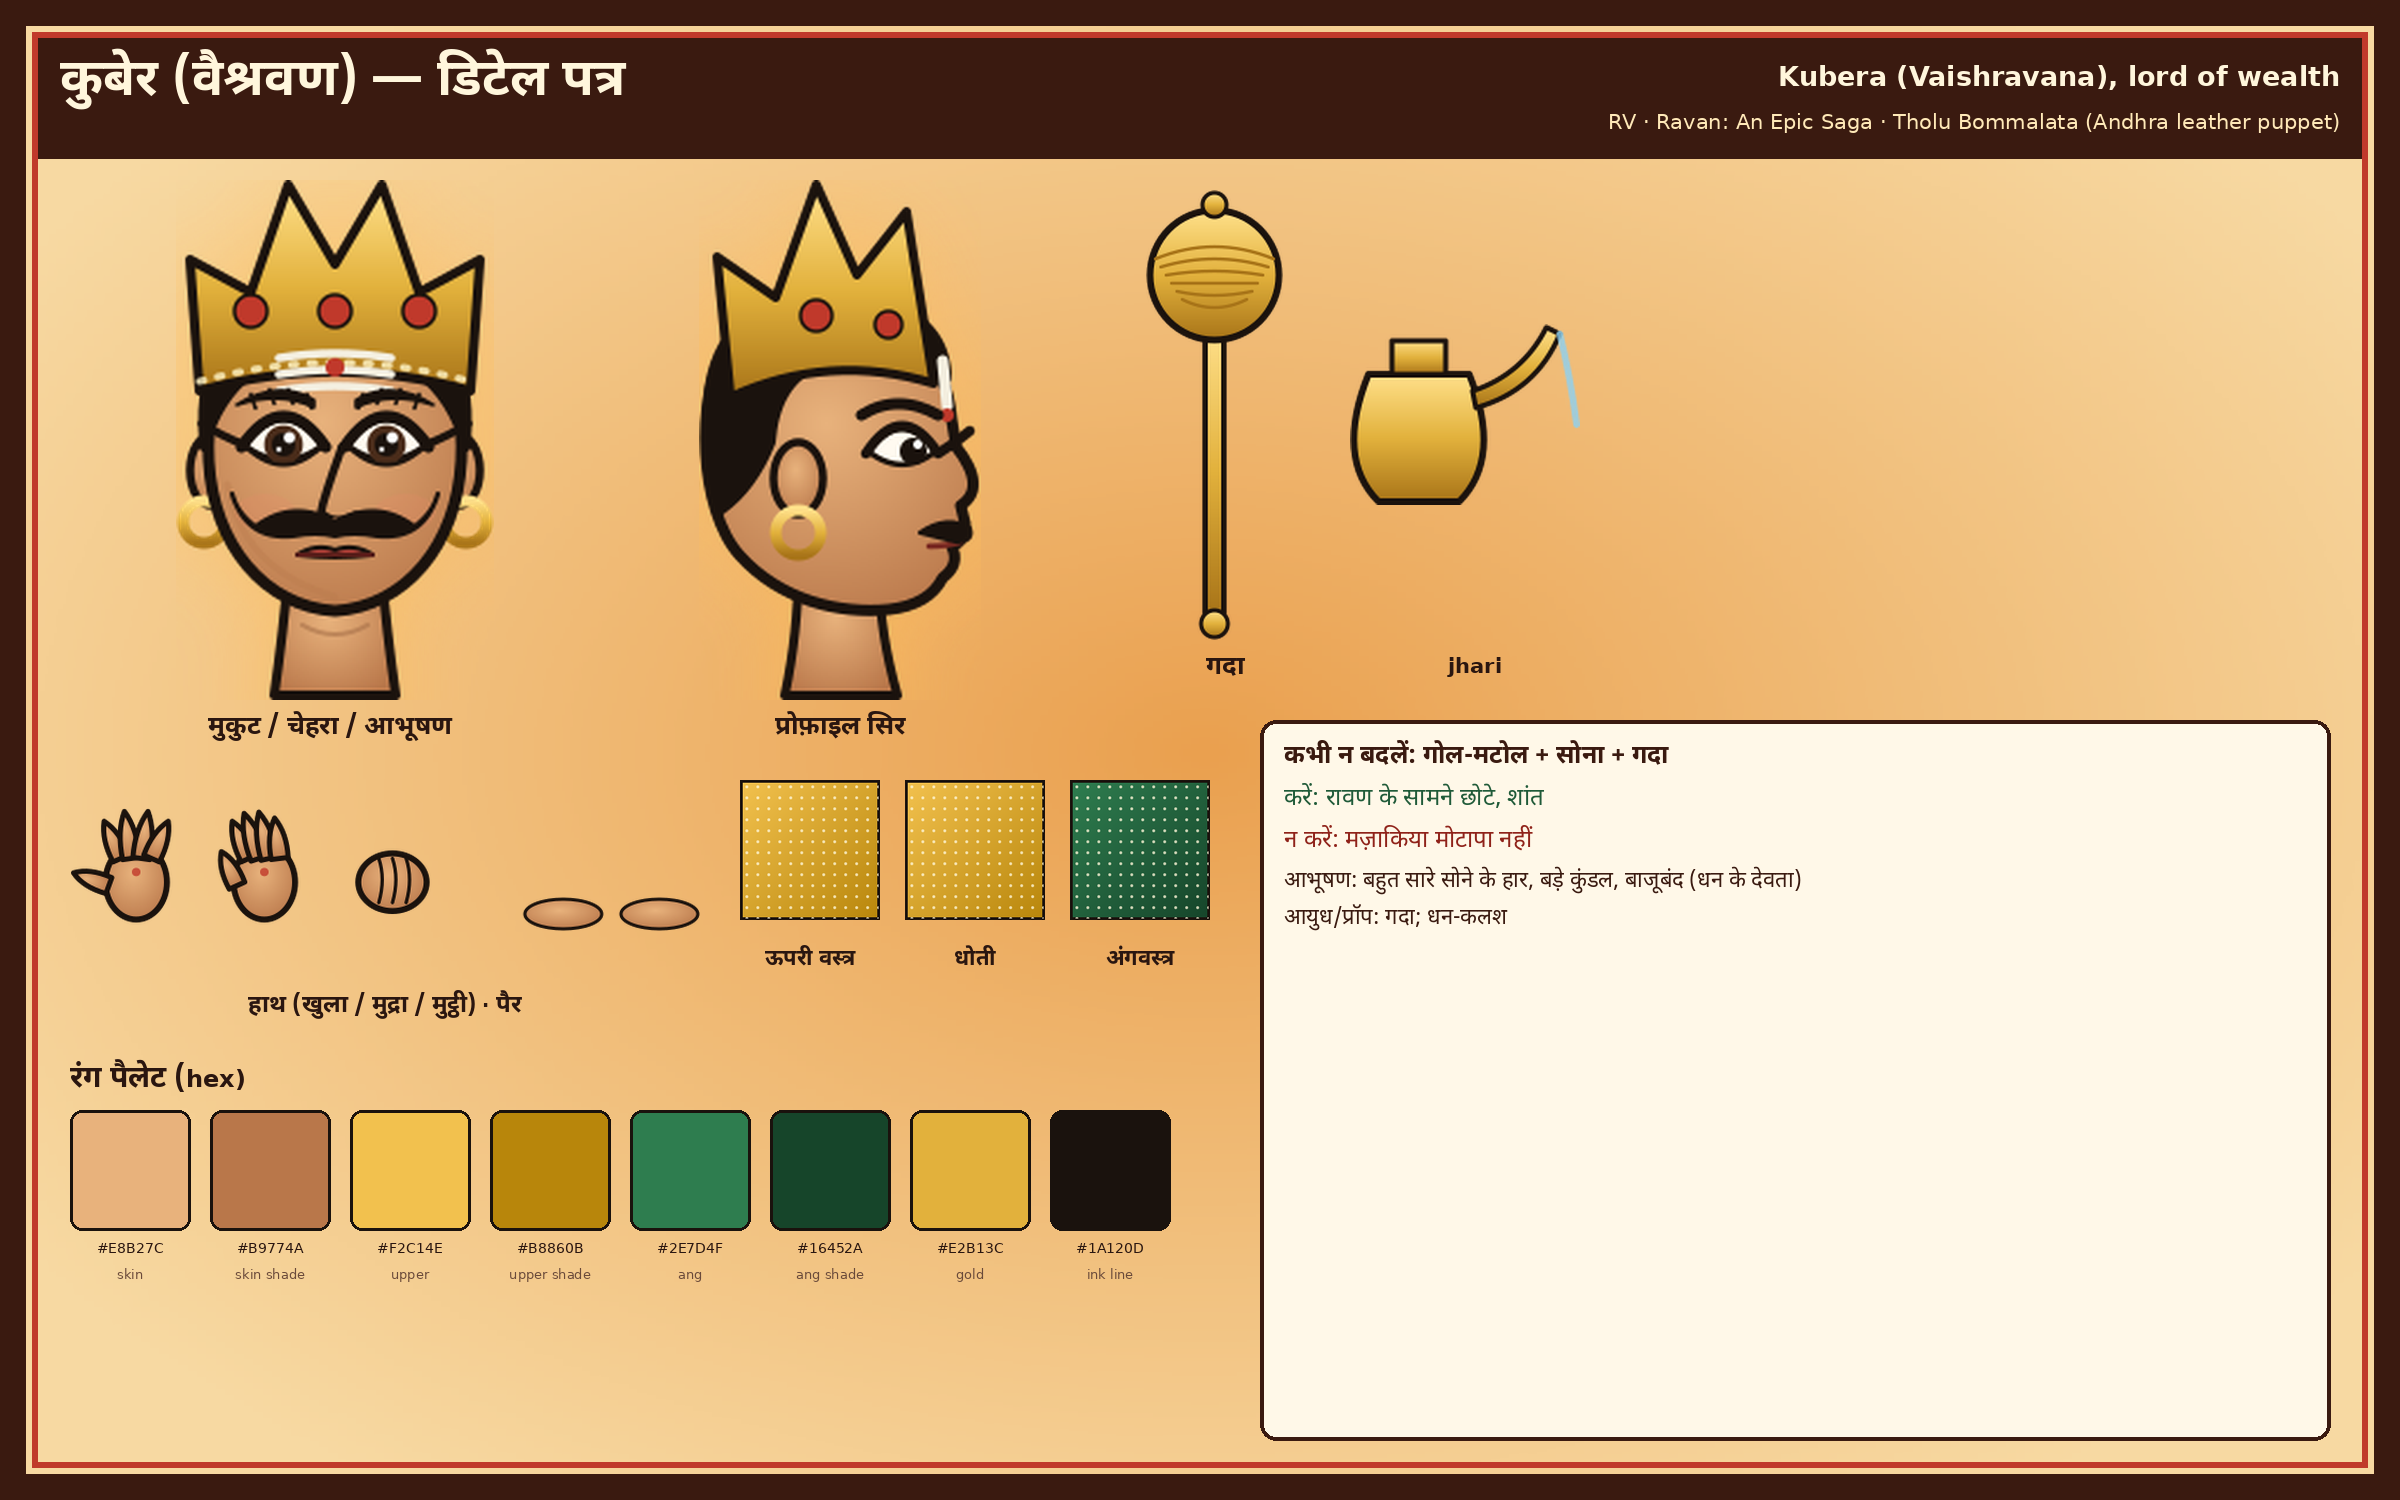 कुबेर (वैश्रवण) — डिटेल पत्र
Kubera (Vaishravana), lord of wealth
RV · Ravan: An Epic Saga · Tholu Bommalata (Andhra leather puppet)
गदा
jhari
मुकुट / चेहरा / आभूषण
प्रोफ़ाइल सिर
कभी न बदलें: गोल-मटोल + सोना + गदा
करें: रावण के सामने छोटे, शांत
न करें: मज़ाकिया मोटापा नहीं
आभूषण: बहुत सारे सोने के हार, बड़े कुंडल, बाजूबंद (धन के देवता)
आयुध/प्रॉप: गदा; धन-कलश
ऊपरी वस्त्र
धोती
अंगवस्त्र
हाथ (खुला / मुद्रा / मुट्ठी) · पैर
रंग पैलेट (hex)
#E8B27C
#B9774A
#F2C14E
#B8860B
#2E7D4F
#16452A
#E2B13C
#1A120D
skin
skin shade
upper
upper shade
ang
ang shade
gold
ink line